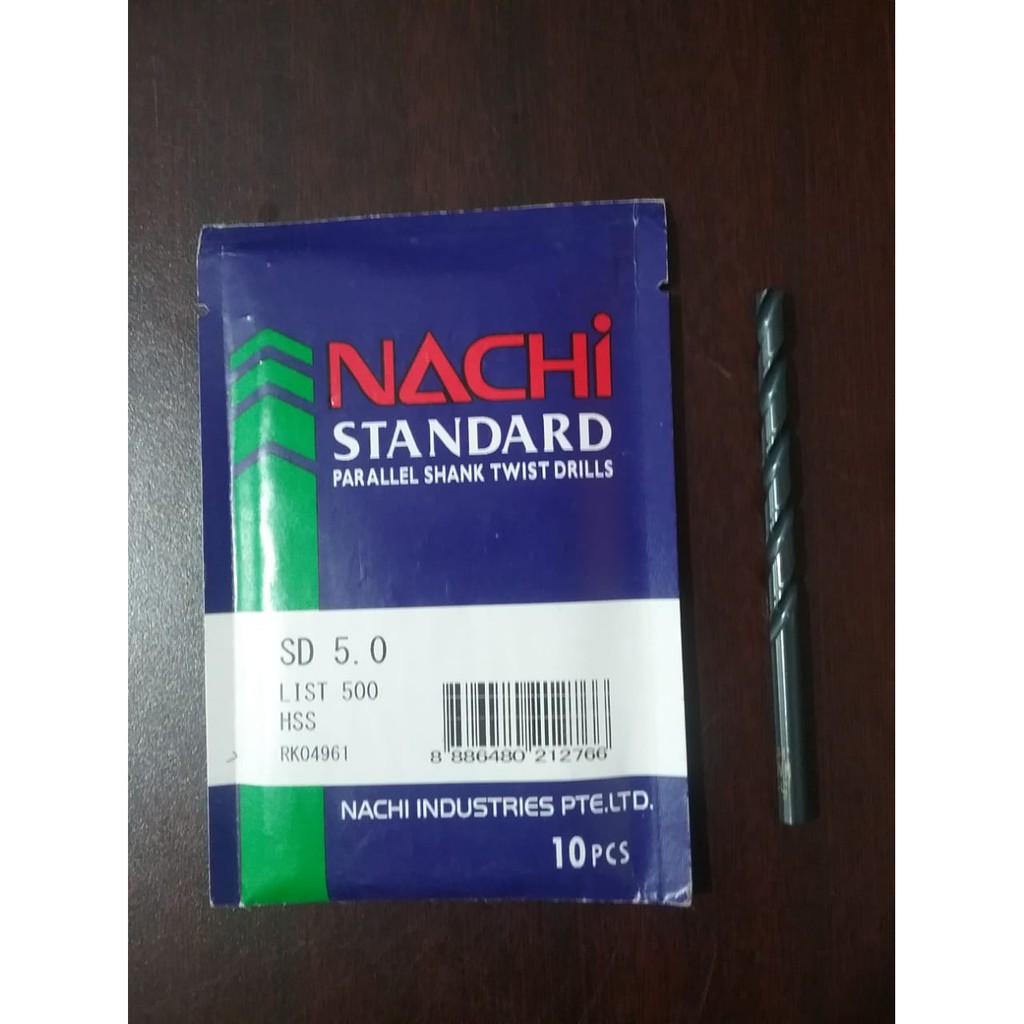 NACHi
STANDARD
PARALLEL SHANK TWIST DRILLS
SD 5.0
LIST 500
HSS
RK04961
8 886480 212766
NACHI INDUSTRIES PTE.LTD.
10 PCS